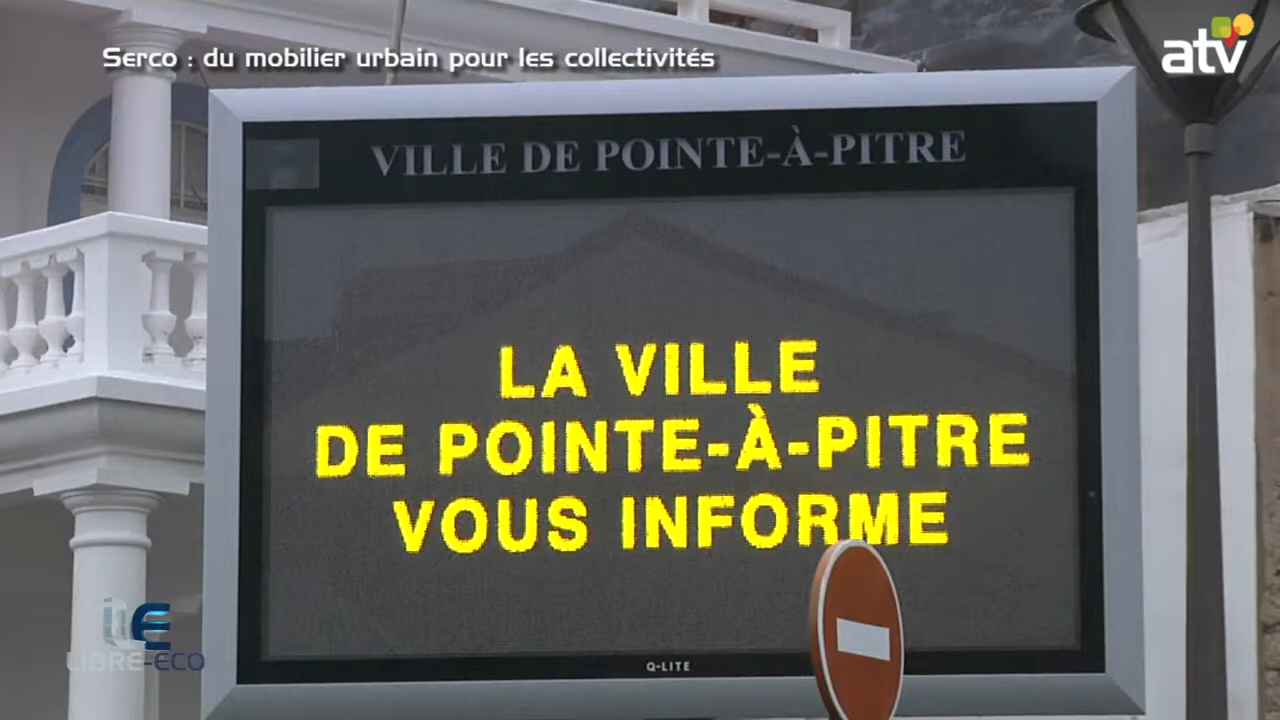 Serco : du mobilier urbain pour les collectivités
atv
VILLE DE POINTE-À-PITRE
LA VILLE
DE POINTE-À-PITRE
VOUS INFORME
LE
LIBRE-ECO
Q-LITE